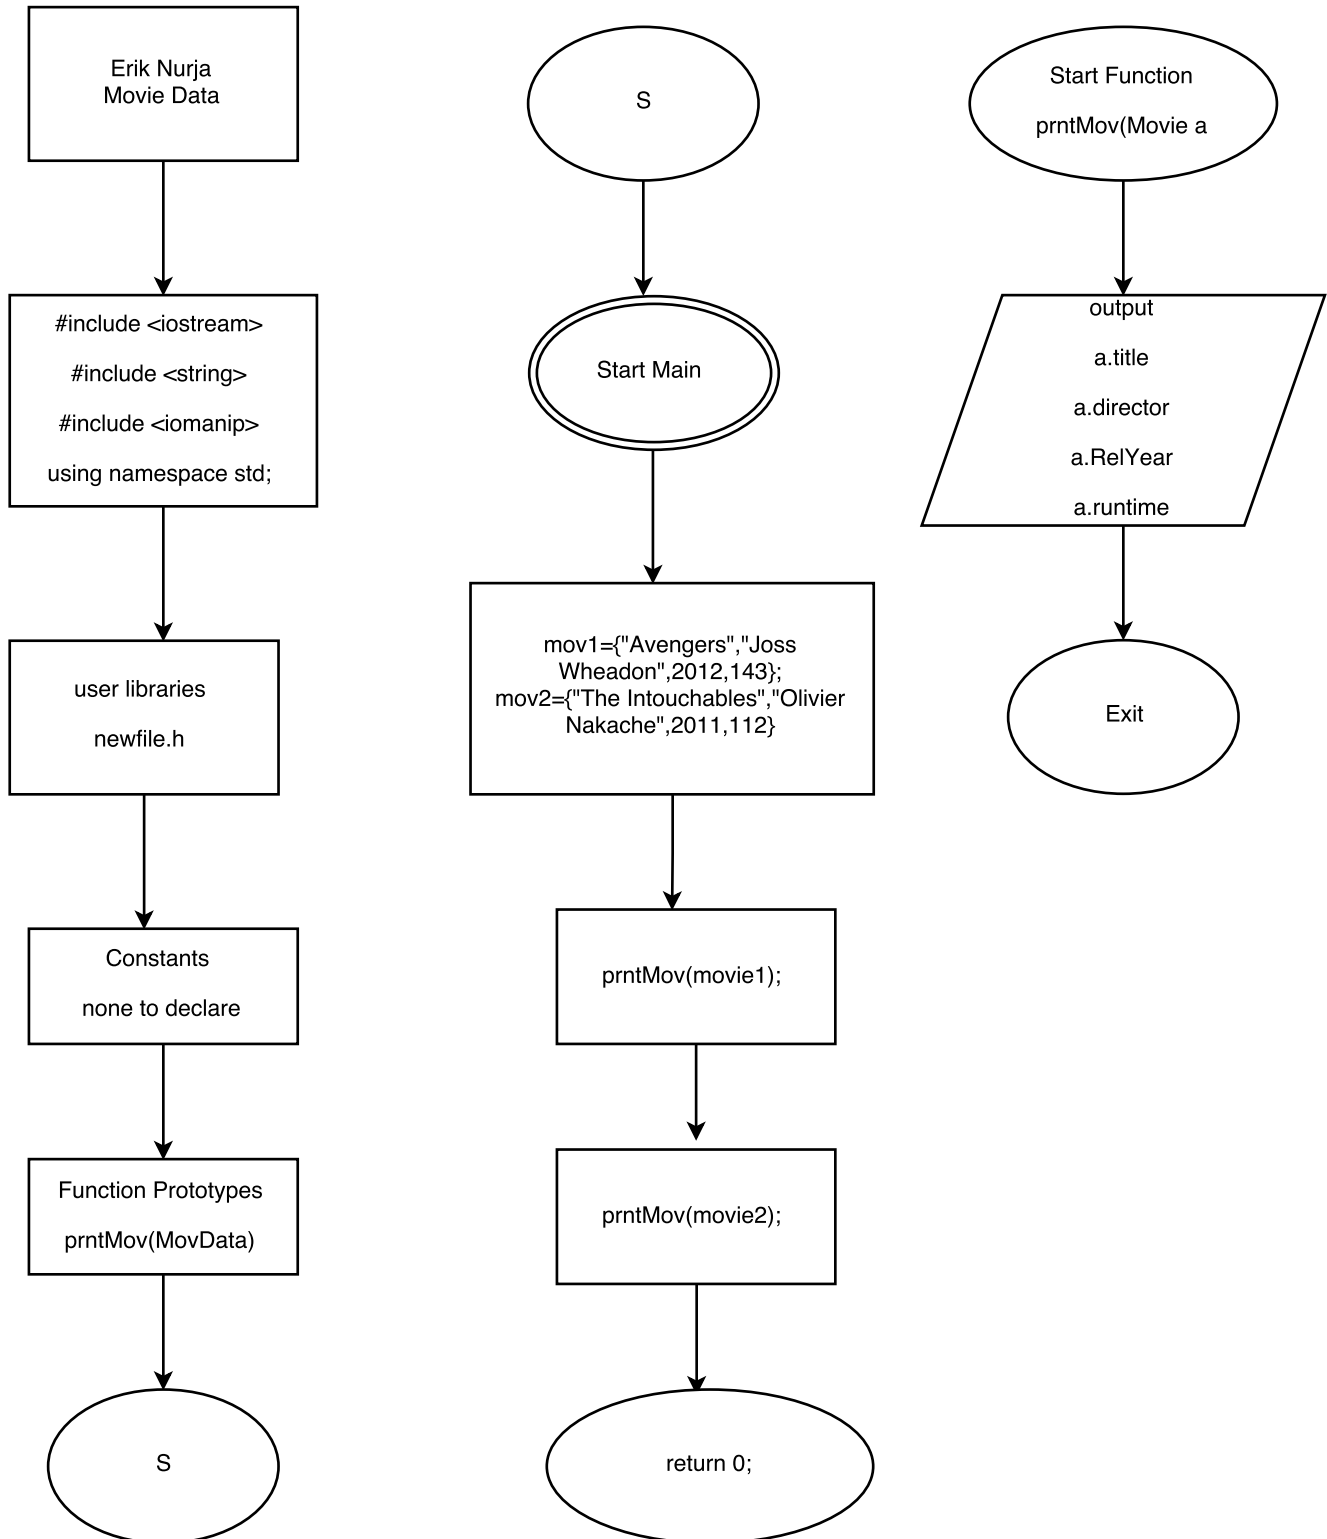 Erik Nurja
Movie Data
#include <iostream>
#include <string>
#include <iomanip>
using namespace std;
user libraries
newfile.h
Constants
none to declare
Function Prototypes
prntMov(MovData)
S
S
Start Main
mov1={"Avengers","Joss
Wheadon",2012,143};
mov2={"The Intouchables","Olivier
Nakache",2011,112}
prntMov(movie1);
prntMov(movie2);
return 0;
Start Function
prntMov(Movie a
output
a.title
a.director
a.RelYear
a.runtime
Exit